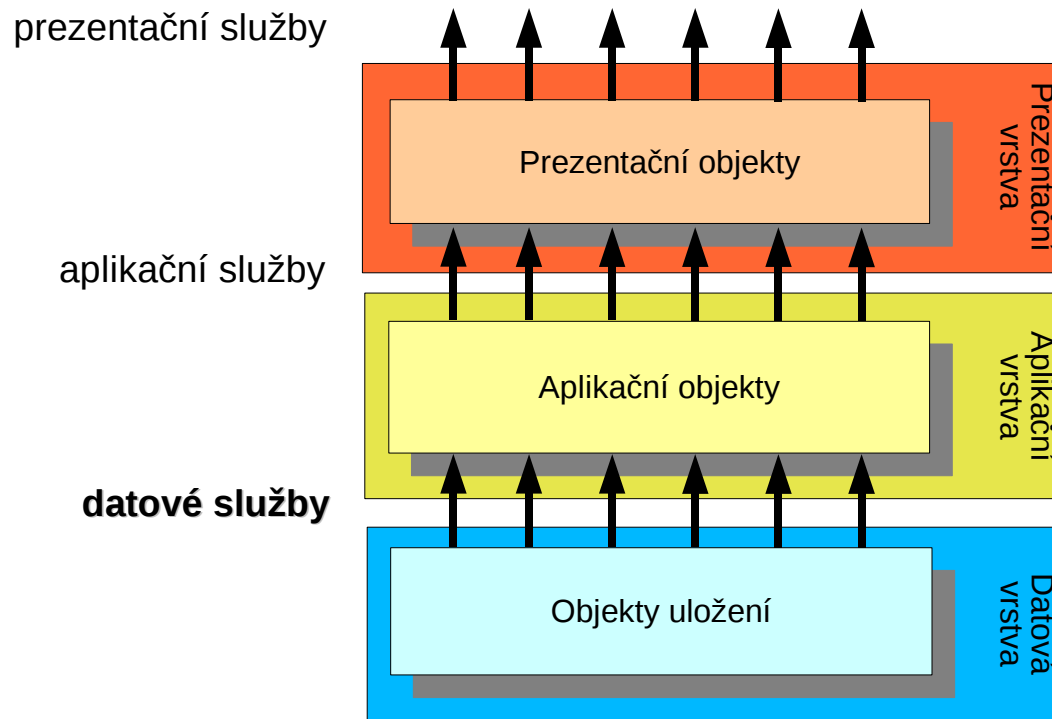 prezentační služby
Prezentační objekty
Prezentační
vrstva
aplikační služby
Aplikační objekty
Aplikační
vrstva
datové služby
Objekty uložení
Datová
vrstva